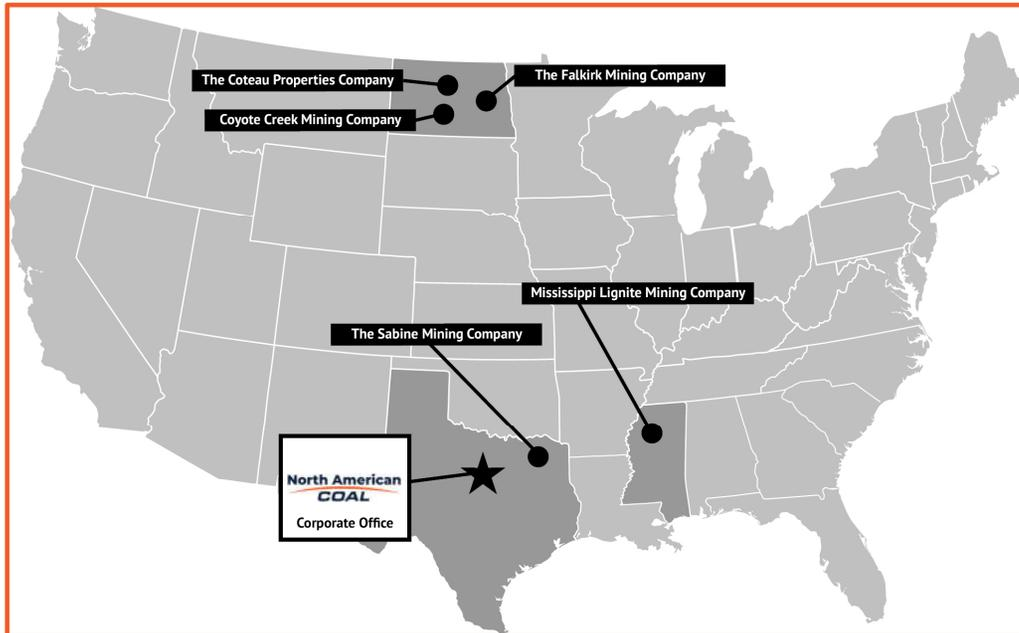 The Falkirk Mining Company
The Coteau Properties Company
Coyote Creek Mining Company
Mississippi Lignite Mining Company
The Sabine Mining Company
North American
COAL
Corporate Office